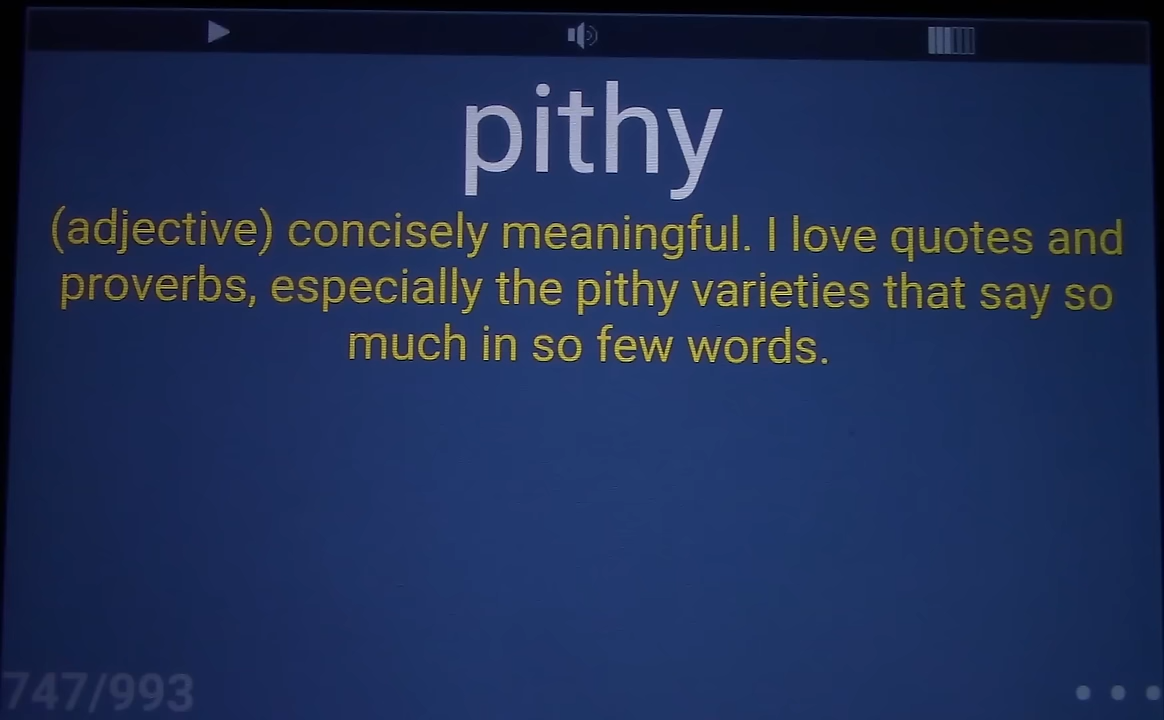 pithy
(adjective) concisely meaningful. I love quotes and
proverbs, especially the pithy varieties that say so
much in so few words.
747/993